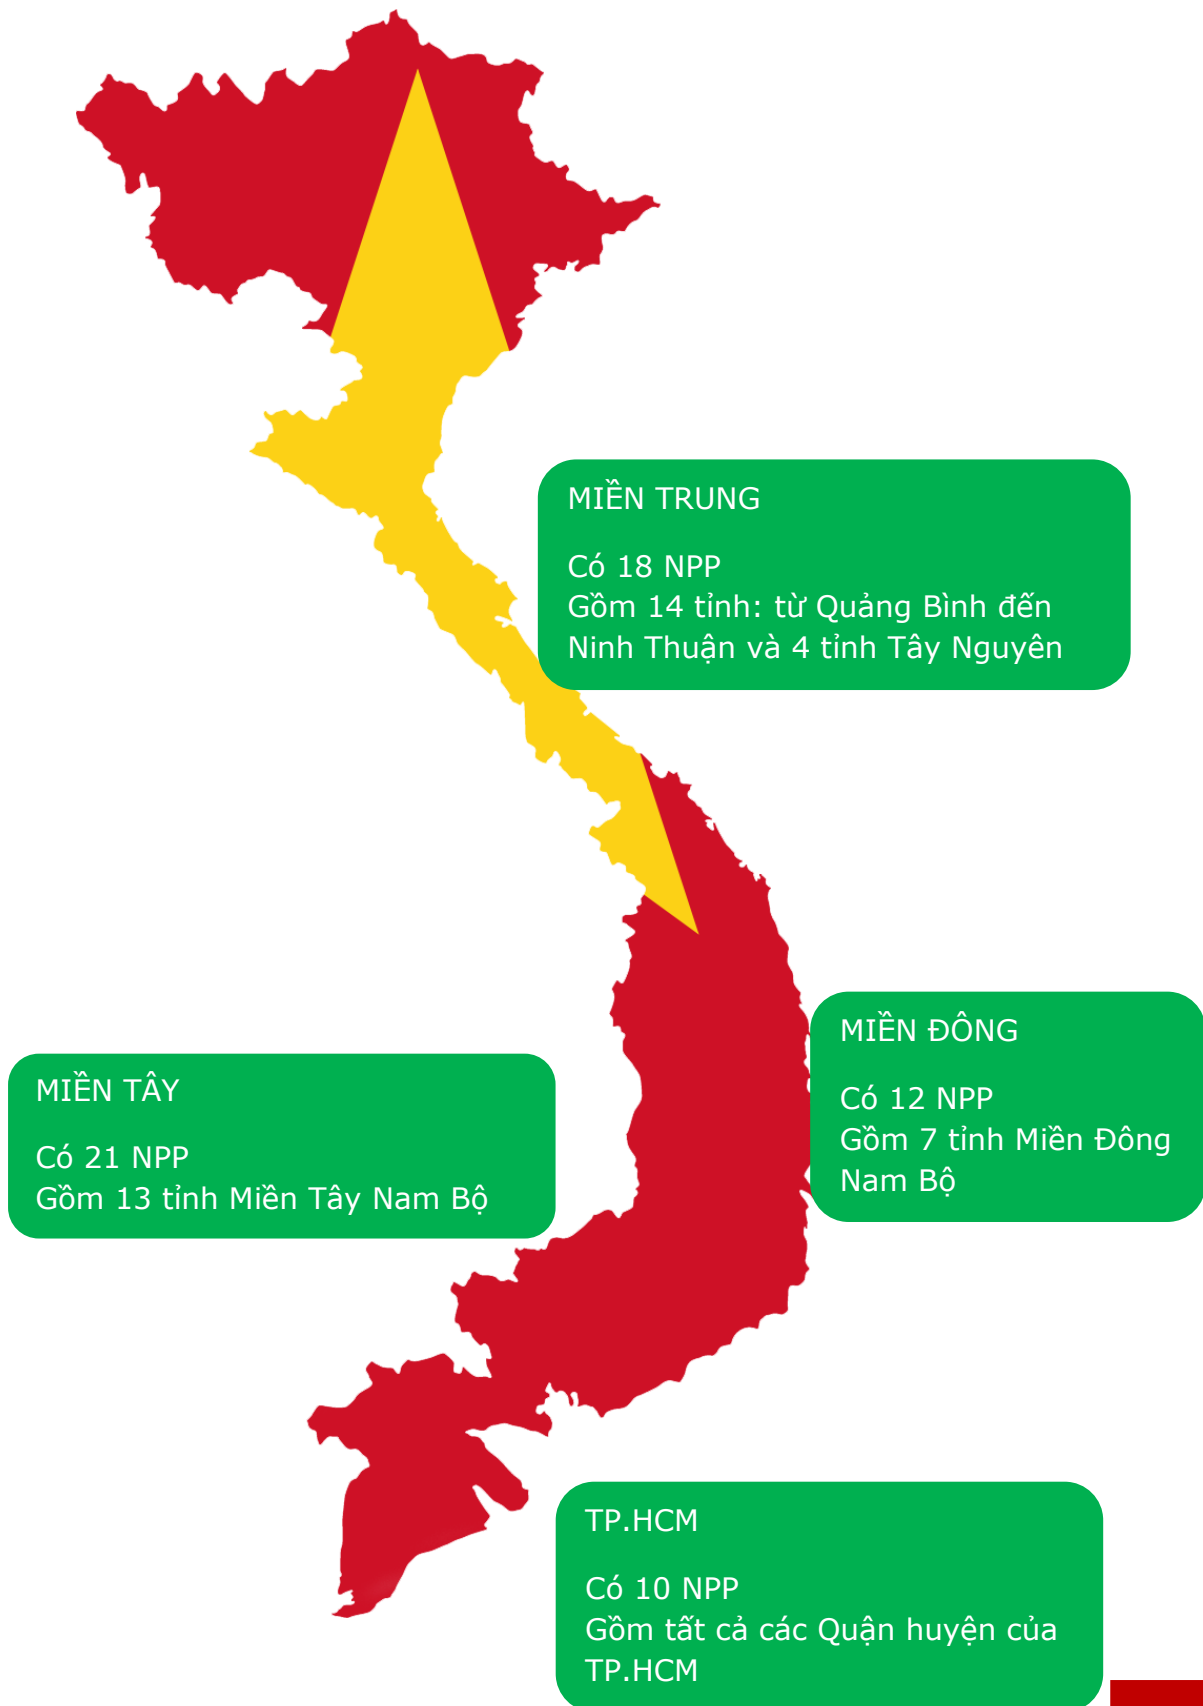 MIỀN TRUNG
Có 18 NPP
Gồm 14 tỉnh: từ Quảng Bình đến
Ninh Thuận và 4 tỉnh Tây Nguyên
MIỀN ĐÔNG
Có 12 NPP
Gồm 7 tỉnh Miền Đông
Nam Bộ
MIỀN TÂY
Có 21 NPP
Gồm 13 tỉnh Miền Tây Nam Bộ
TP.HCM
Có 10 NPP
Gồm tất cả các Quận huyện của
TP.HCM